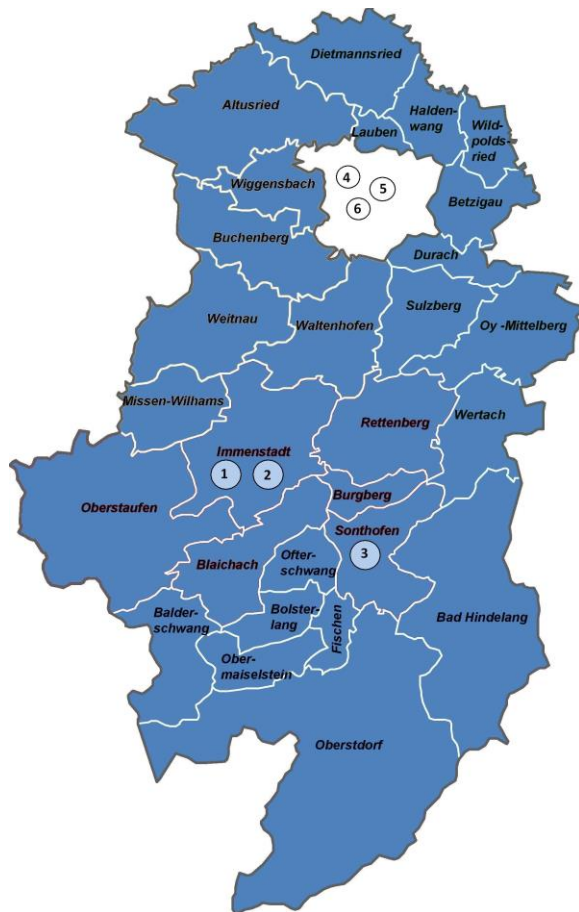 Dietmannsried
Altusried
Halden-
wang
Lauben
Wild-
polds-
ried
Wiggensbach
4
5
6
Betzigau
Buchenberg
Durach
Weitnau
Waltenhofen
Sulzberg
Oy -Mittelberg
Missen-Wilhams
Rettenberg
Wertach
Immenstadt
1
2
Oberstaufen
Burgberg
Sonthofen
3
Blaichach
Ofter-
schwang
Balder-
schwang
Bolster-
lang
Fischen
Bad Hindelang
Ober-
maiselstein
Oberstdorf